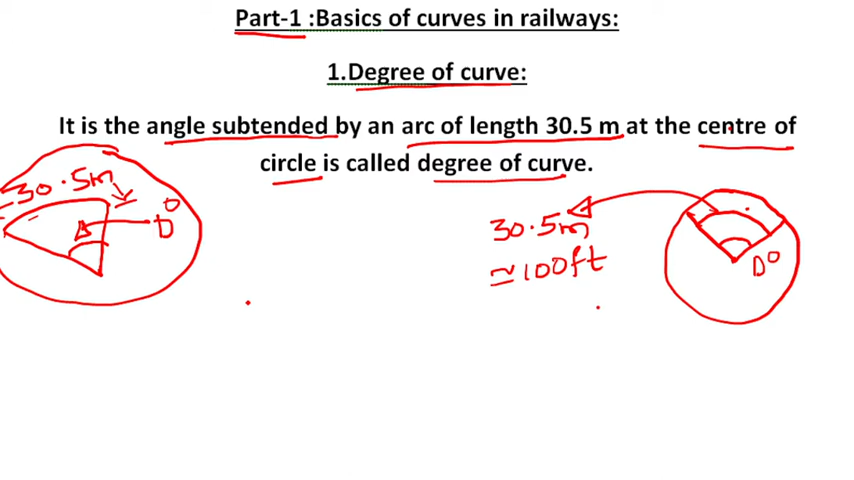 Part-1 :Basics of curves in railways:
1.Degree of curve:
It is the angle subtended by an arc of length 30.5 m at the centre of
circle is called degree of curve.
30.5m
D°
30.5m
≃100ft
D°